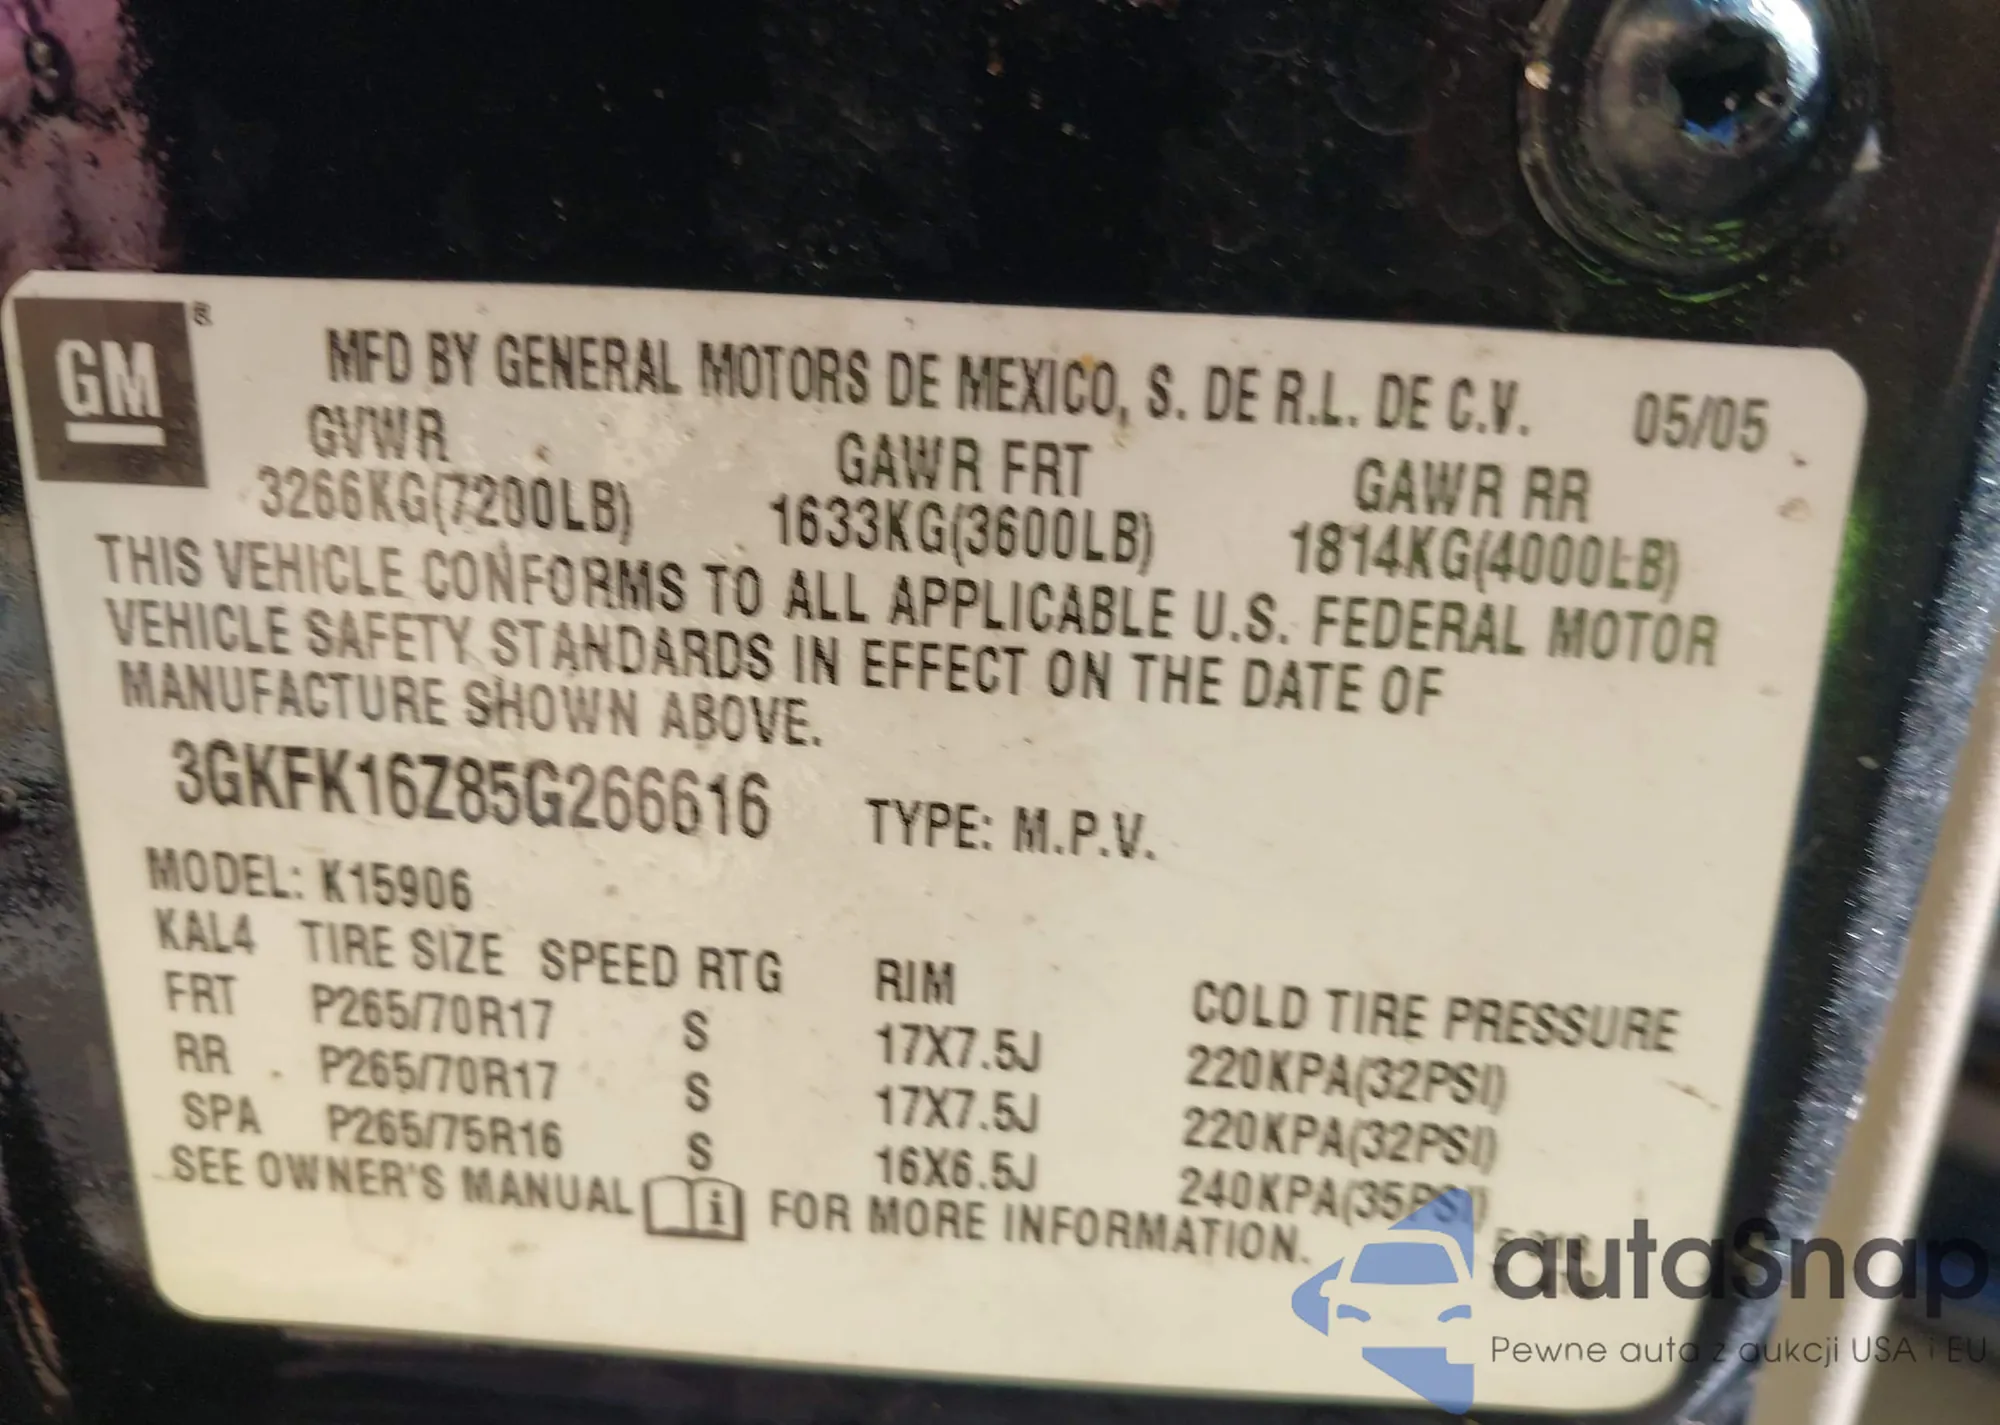 GM
MFD BY GENERAL MOTORS DE MEXICO, S. DE R.L. DE C.V. 05/05
GVWR GAWR FRT GAWR RR
3266KG(7200LB) 1633KG(3600LB) 1814KG(4000LB)
THIS VEHICLE CONFORMS TO ALL APPLICABLE U.S. FEDERAL MOTOR
VEHICLE SAFETY STANDARDS IN EFFECT ON THE DATE OF
MANUFACTURE SHOWN ABOVE.
3GKFK16Z85G266616 TYPE: M.P.V.
MODEL: K15906
KAL4 TIRE SIZE SPEED RTG RIM COLD TIRE PRESSURE
FRT P265/70R17 S 17X7.5J 220KPA(32PSI)
RR P265/70R17 S 17X7.5J 220KPA(32PSI)
SPA P265/75R16 S 16X6.5J 240KPA(35PSI)
SEE OWNER'S MANUAL i FOR MORE INFORMATION.
autaSnap
Pewne auta z aukcji USA i EU